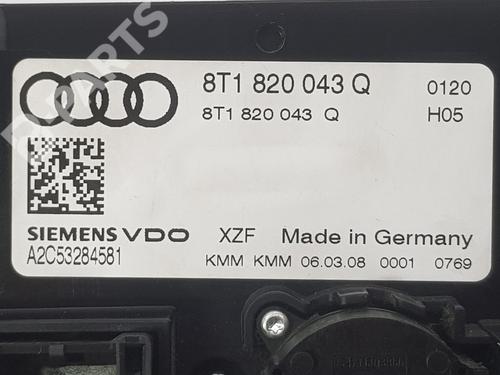 8T1 820 043 Q 0120
8T1 820 043 Q H05
SIEMENS VDO XZF Made in Germany
A2C53284581 KMM KMM 06.03.08 0001 0769